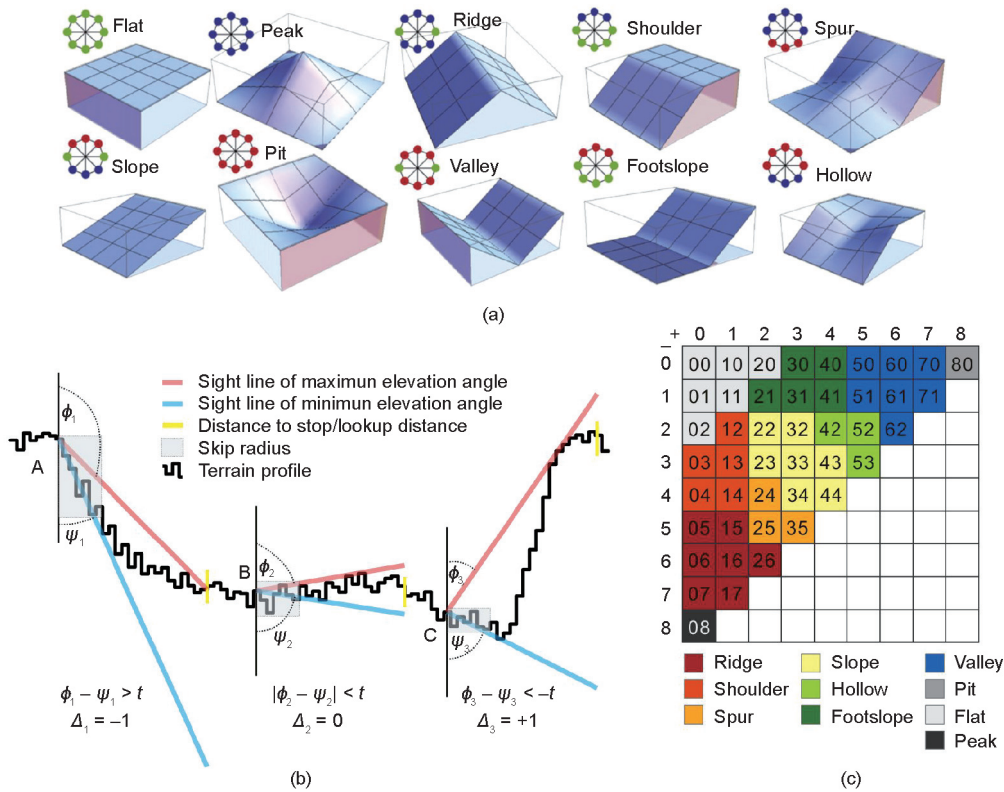 Flat
Peak
Ridge
Shoulder
Spur
Slope
Pit
Valley
Footslope
Hollow
(a)
Sight line of maximun elevation angle
Sight line of minimun elevation angle
Distance to stop/lookup distance
Skip radius
Terrain profile
ϕ₁
A
ψ₁
B
ϕ₂
ψ₂
C
ϕ₃
ψ₃
ϕ₁ − ψ₁ > t
Δ₁ = −1
|ϕ₂ − ψ₂| < t
Δ₂ = 0
ϕ₃ − ψ₃ < −t
Δ₃ = +1
(b)
+ 0 1 2 3 4 5 6 7 8
−
0 00 10 20 30 40 50 60 70 80
1 01 11 21 31 41 51 61 71
2 02 12 22 32 42 52 62
3 03 13 23 33 43 53
4 04 14 24 34 44
5 05 15 25 35
6 06 16 26
7 07 17
8 08
Ridge Slope Valley
Shoulder Hollow Pit
Spur Footslope Flat
Peak
(c)